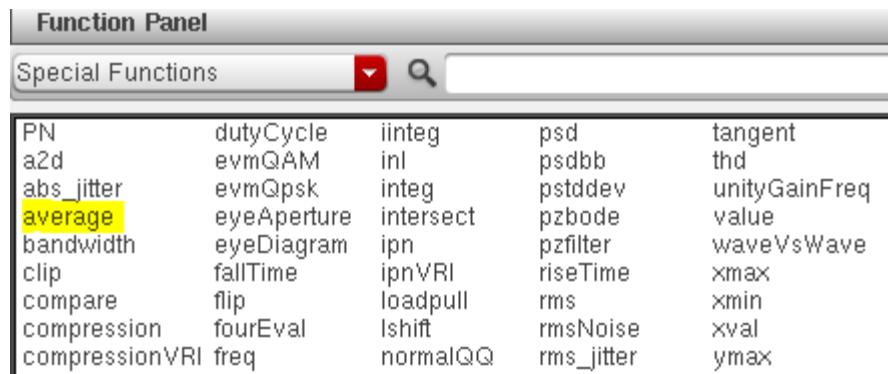 Function Panel
Special Functions
PN dutyCycle iinteg psd tangent
a2d evmQAM inl psdbb thd
abs_jitter evmQpsk integ pstddev unityGainFreq
average eyeAperture intersect pzbode value
bandwidth eyeDiagram ipn pzfilter waveVsWave
clip fallTime ipnVRI riseTime xmax
compare flip loadpull rms xmin
compression fourEval lshift rmsNoise xval
compressionVRI freq normalQQ rms_jitter ymax